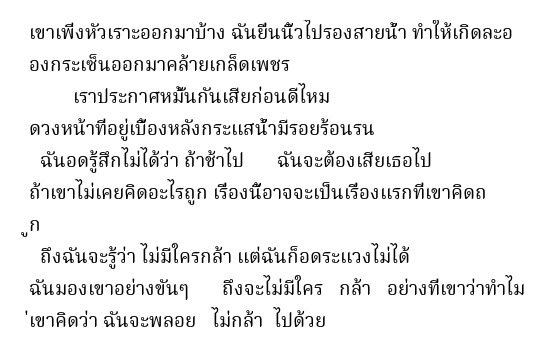 เขาเพิ่งหัวเราะออกมาบ้าง ฉันยื่นนิ้วไปรองสายน้ำ ทำให้เกิดละอ
องกระเซ็นออกมาคล้ายเกล็ดเพชร
เราประกาศหมั้นกันเสียก่อนดีไหม
ดวงหน้าที่อยู่เบื้องหลังกระแสน้ำมีรอยร้อนรน
ฉันอดรู้สึกไม่ได้ว่า ถ้าช้าไป ฉันจะต้องเสียเธอไป
ถ้าเขาไม่เคยคิดอะไรถูก เรื่องนี้อาจจะเป็นเรื่องแรกที่เขาคิดถ
ูก
ถึงฉันจะรู้ว่า ไม่มีใครกล้า แต่ฉันก็อดระแวงไม่ได้
ฉันมองเขาอย่างขันๆ ถึงจะไม่มีใคร กล้า อย่างที่เขาว่าทำไม
่เขาคิดว่า ฉันจะพลอย ไม่กล้า ไปด้วย